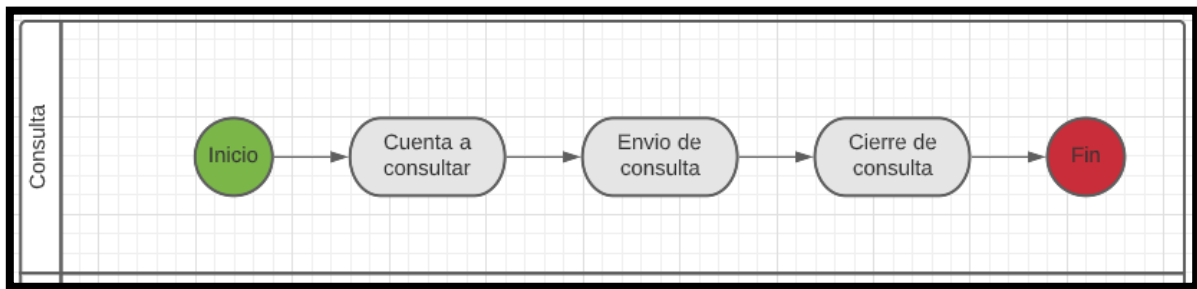 Consulta
Inicio
Cuenta a
consultar
Envio de
consulta
Cierre de
consulta
Fin